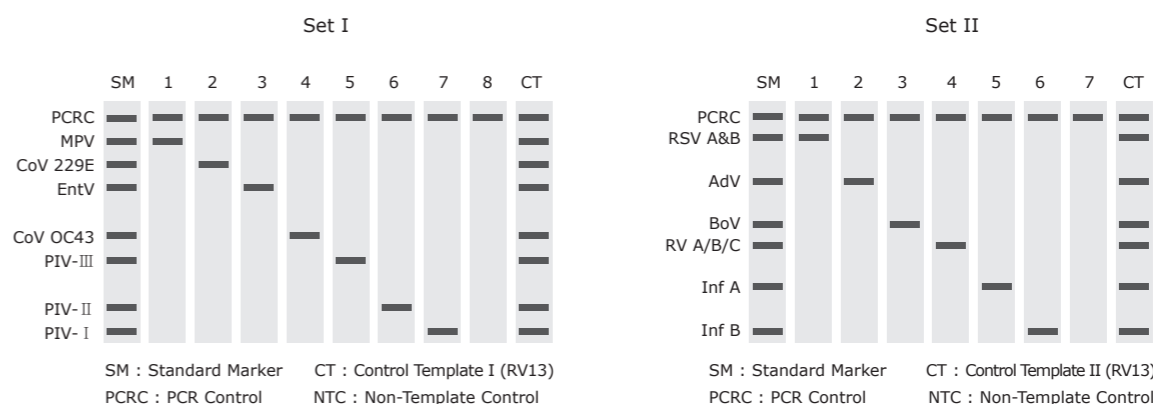 Set I
SM 1 2 3 4 5 6 7 8 CT
PCRC
MPV
CoV 229E
EntV
CoV OC43
PIV-Ⅲ
PIV-Ⅱ
PIV-Ⅰ
SM : Standard Marker CT : Control Template I (RV13)
PCRC : PCR Control NTC : Non-Template Control
Set II
SM 1 2 3 4 5 6 7 CT
PCRC
RSV A&B
AdV
BoV
RV A/B/C
Inf A
Inf B
SM : Standard Marker CT : Control Template II (RV13)
PCRC : PCR Control NTC : Non-Template Control